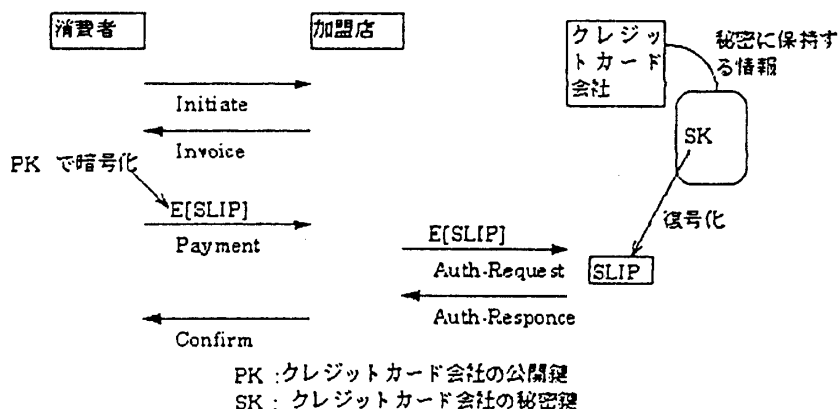 消費者
加盟店
クレジッ
トカード
会社
秘密に保持す
る情報
Initiate
Invoice
SK
PK で暗号化
E[SLIP]
Payment
E[SLIP]
復号化
Auth-Request
SLIP
Auth-Responce
Confirm
PK :クレジットカード会社の公開鍵
SK : クレジットカード会社の秘密鍵